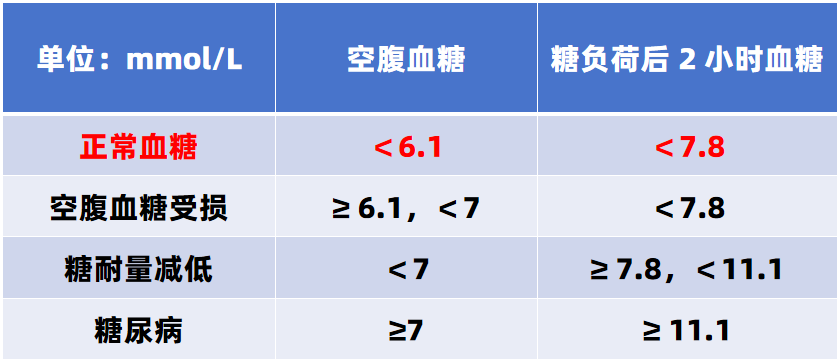 单位：mmol/L 空腹血糖 糖负荷后 2 小时血糖
正常血糖 ＜6.1 ＜7.8
空腹血糖受损 ≥ 6.1，＜7 ＜7.8
糖耐量减低 ＜7 ≥ 7.8，＜11.1
糖尿病 ≥7 ≥ 11.1